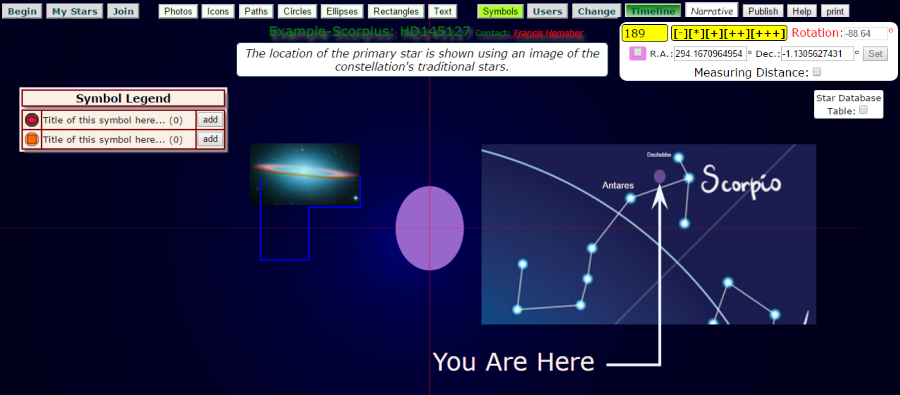 Begin My Stars Join Photos Icons Paths Circles Ellipses Rectangles Text Symbols Users Change Timeline Narrative Publish Help print
Example-Scorpius: HD145127 Contact: Francis Hemsher
189 [-][*][+][++][+++] Rotation: -88.64 °
The location of the primary star is shown using an image of the
constellation's traditional stars.
R.A.: 294.1670964954 ° Dec.: -1.1305627431 ° Set
Measuring Distance:
Symbol Legend
Title of this symbol here... (0) add
Title of this symbol here... (0) add
Star Database
Table:
Dschubba
Antares
Scorpio
You Are Here